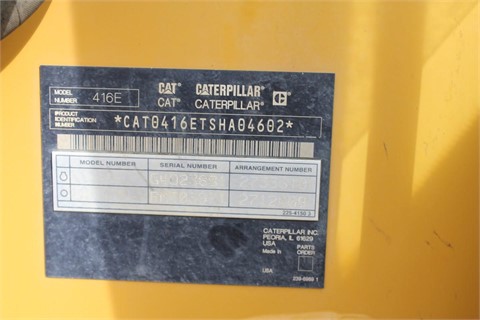 MODEL NUMBER 416E
CAT® CATERPILLAR®
CAT® CATERPILLAR®
PRODUCT IDENTIFICATION NUMBER *CAT0416ETSHA04602*
MODEL NUMBER SERIAL NUMBER ARRANGEMENT NUMBER
CATERPILLAR INC.
PEORIA, IL 61629
USA
Made in
PARTS ORDER
USA